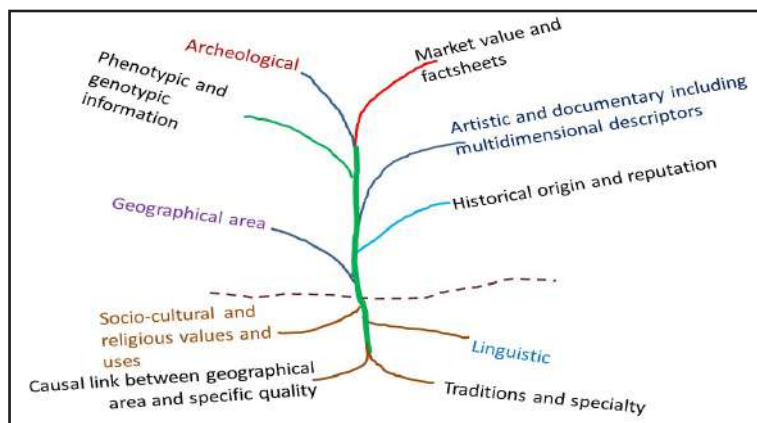 Archeological
Market value and
factsheets
Phenotypic and
genotypic
information
Artistic and documentary including
multidimensional descriptors
Historical origin and reputation
Geographical area
Socio-cultural and
religious values and
uses
Linguistic
Causal link between geographical
area and specific quality
Traditions and specialty